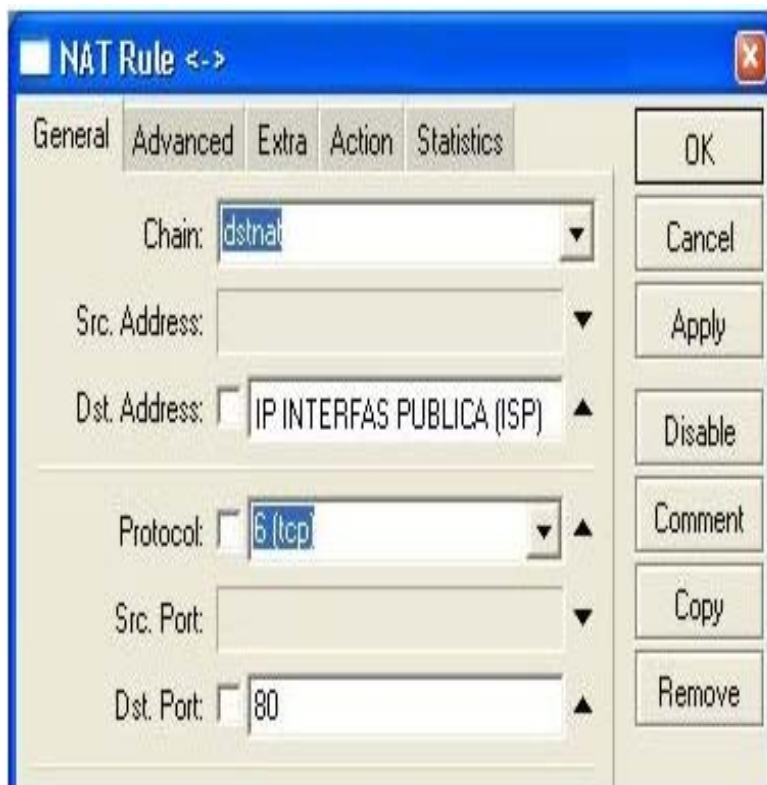 NAT Rule <->
General Advanced Extra Action Statistics
OK
Chain: dstnat
Cancel
Src. Address:
Apply
Dst. Address: IP INTERFAS PUBLICA (ISP)
Disable
Protocol: 6 (tcp)
Comment
Src. Port:
Copy
Dst. Port: 80
Remove